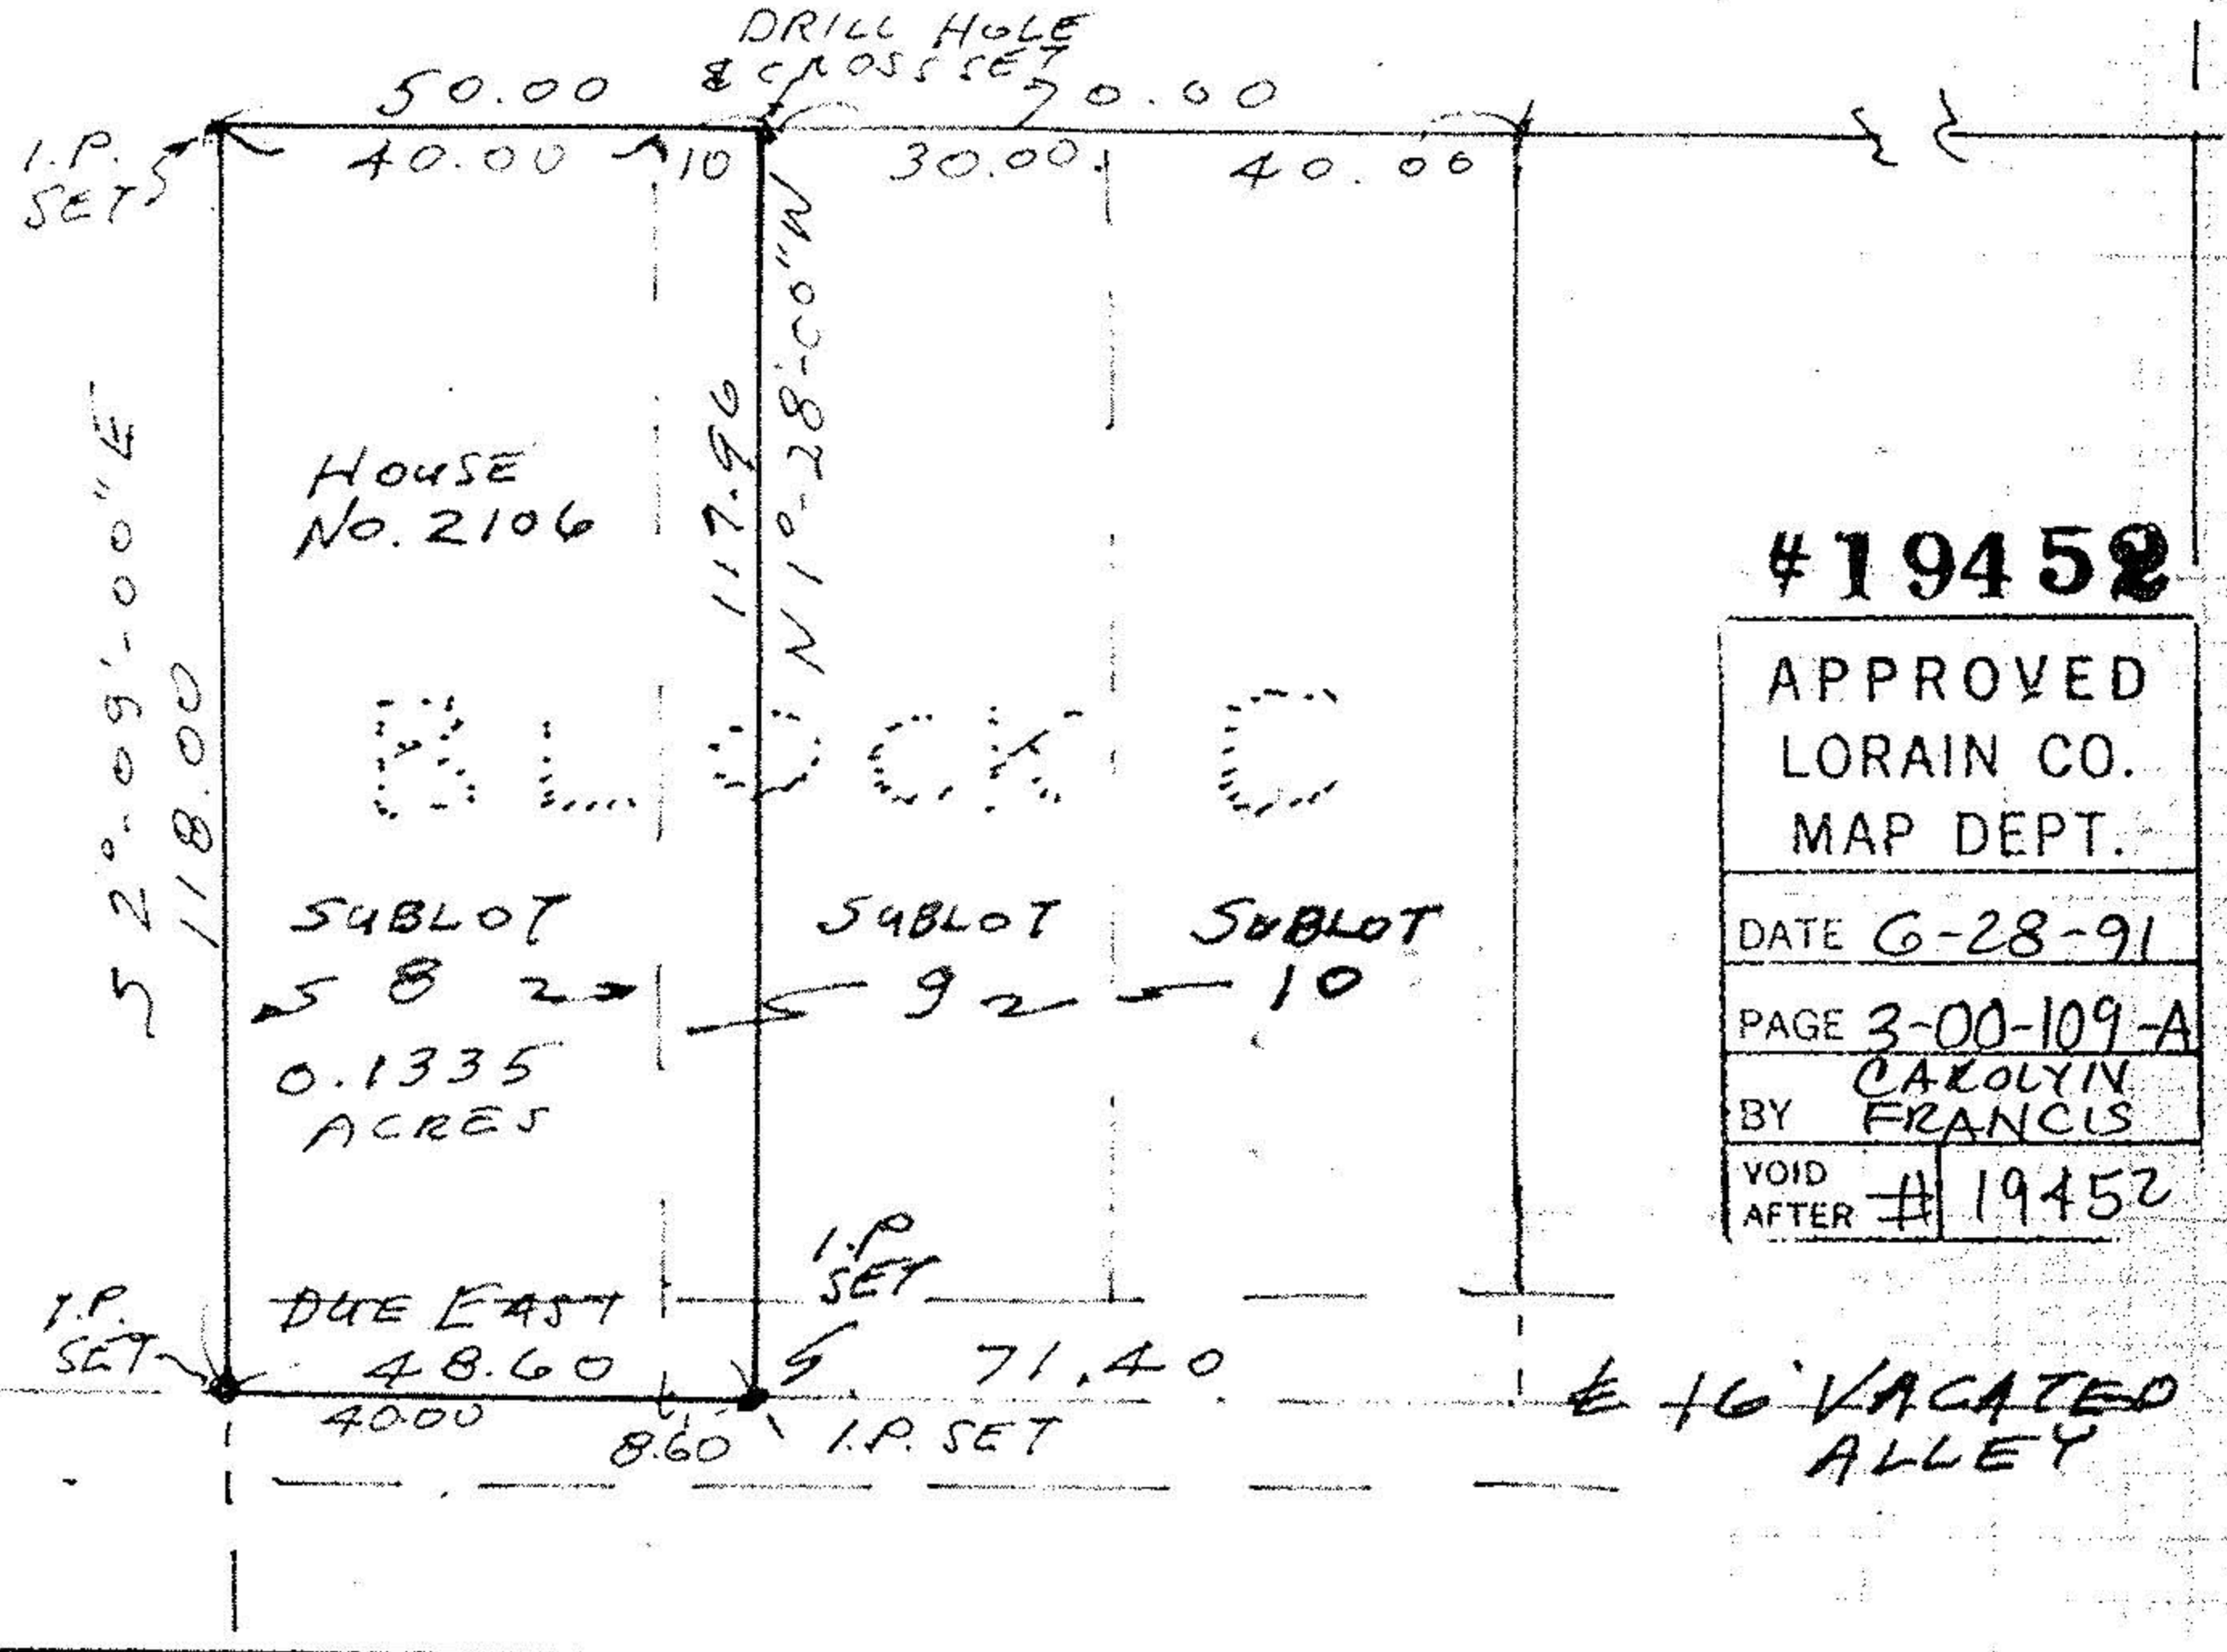 DRILL HOLE
& CROSS SET
50.00
70.00
I.P.
SET
40.00
10
30.00
40.00
S 2°-09'-00"E
118.00
117.96
N 1°-28'-00"W
HOUSE
NO. 2106
BLOCK C
SUBLOT
8
SUBLOT
9
SUBLOT
10
0.1335
ACRES
I.P.
SET
I.P.
SET
DUE EAST
48.60
71.40
40.00
8.60
I.P. SET
16' VACATED
ALLEY
#19452
APPROVED
LORAIN CO.
MAP DEPT.
DATE 6-28-91
PAGE 3-00-109-A
BY CAROLYN
FRANCIS
VOID
AFTER # 19452